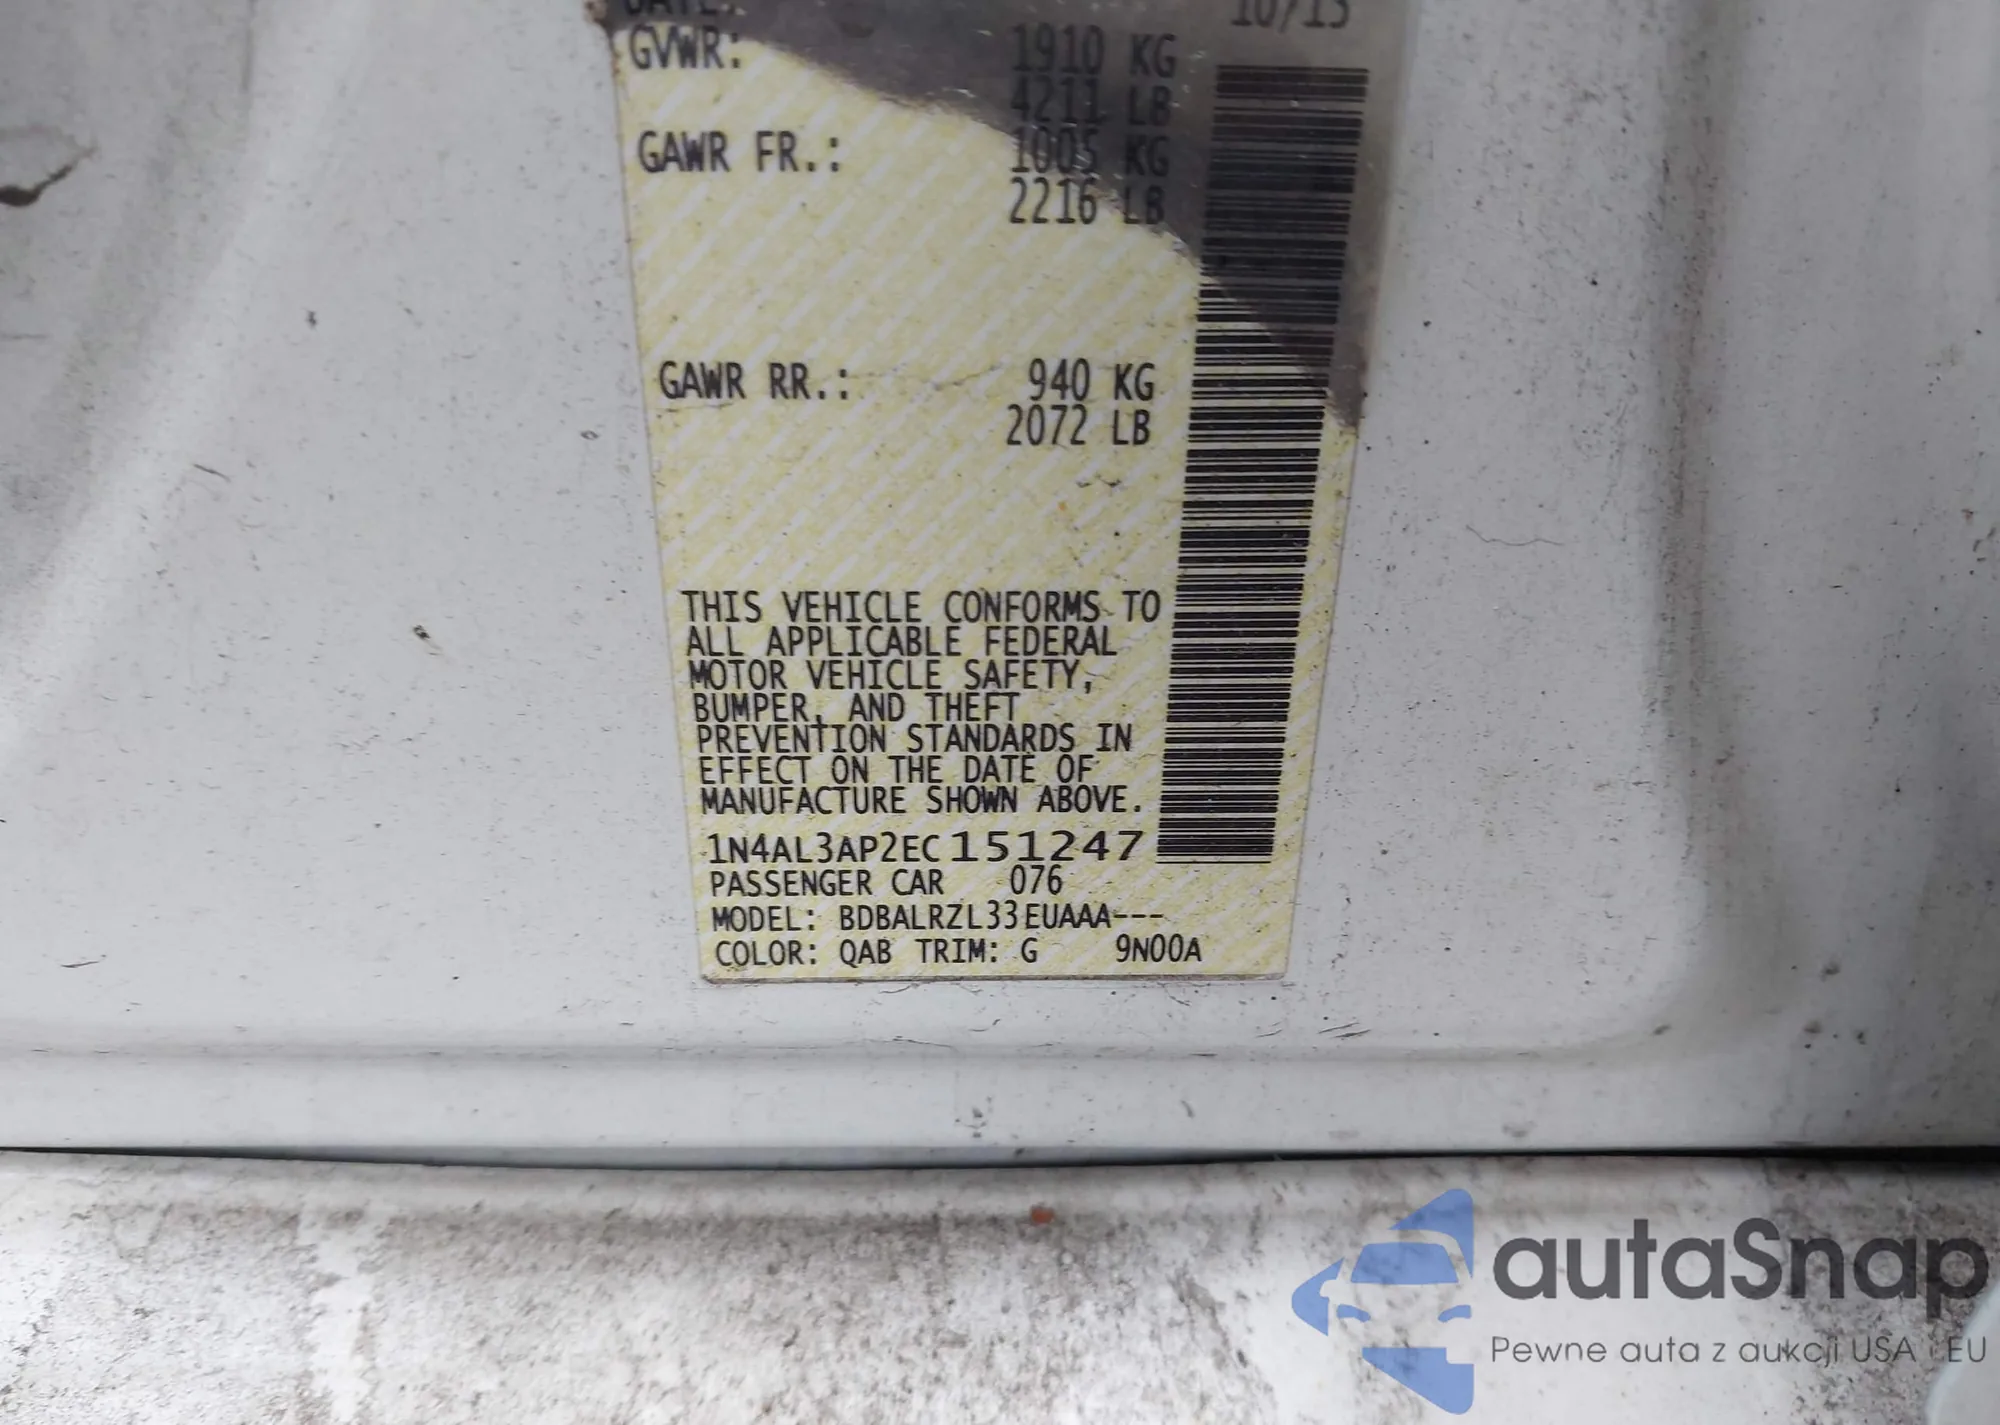 DATE: 10/13
GVWR: 1910 KG
4211 LB
GAWR FR.: 1005 KG
2216 LB
GAWR RR.: 940 KG
2072 LB
THIS VEHICLE CONFORMS TO
ALL APPLICABLE FEDERAL
MOTOR VEHICLE SAFETY,
BUMPER, AND THEFT
PREVENTION STANDARDS IN
EFFECT ON THE DATE OF
MANUFACTURE SHOWN ABOVE.
1N4AL3AP2EC151247
PASSENGER CAR 076
MODEL: BDBALRZL33EUAAA---
COLOR: QAB TRIM: G 9N00A
autaSnap
Pewne auta z aukcji USA i EU